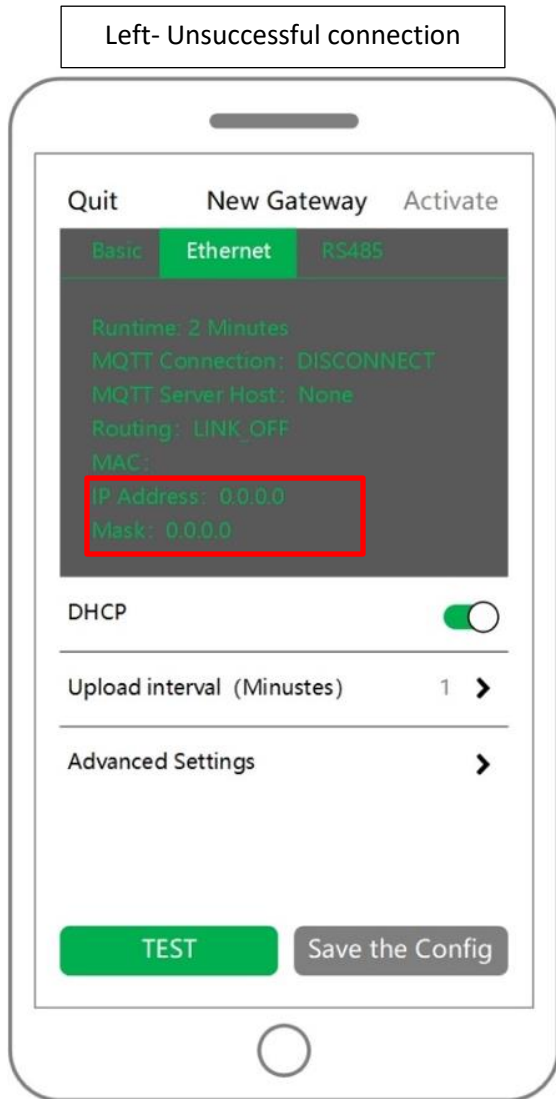 Left- Unsuccessful connection
Quit New Gateway Activate
Basic Ethernet RS485
Runtime: 2 Minutes
MQTT Connection: DISCONNECT
MQTT Server Host: None
Routing: LINK_OFF
MAC:
IP Address: 0.0.0.0
Mask: 0.0.0.0
DHCP
Upload interval (Minustes) 1
Advanced Settings
TEST Save the Config